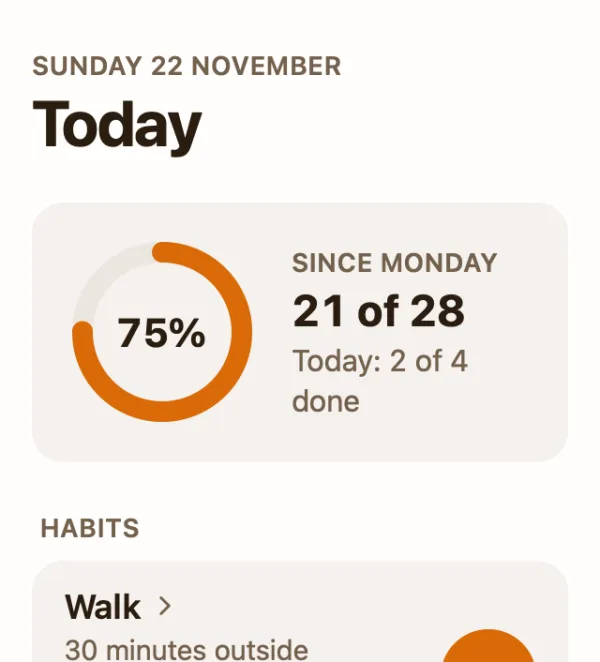 SUNDAY 22 NOVEMBER
Today
75%
SINCE MONDAY
21 of 28
Today: 2 of 4
done
HABITS
Walk
30 minutes outside